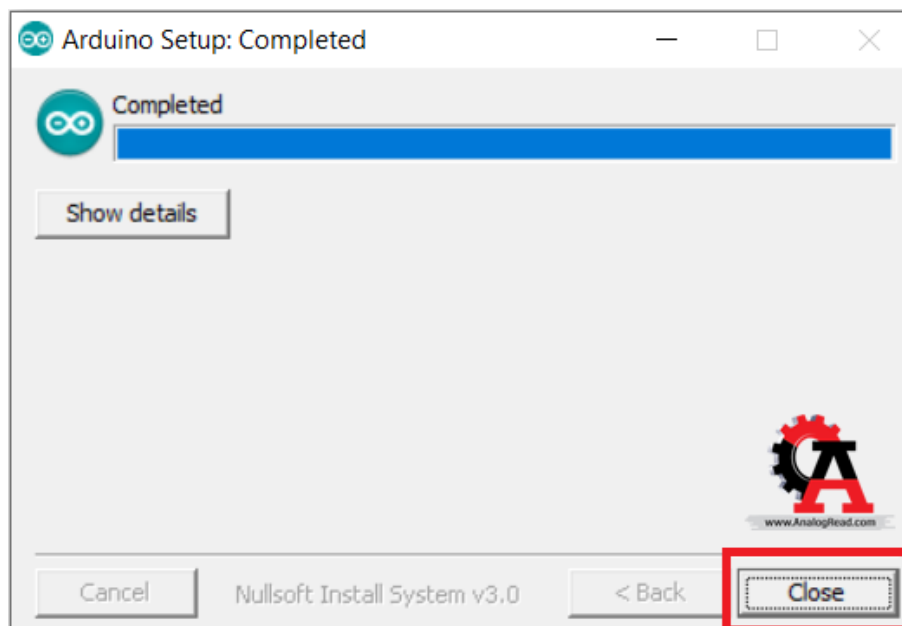 Arduino Setup: Completed
Completed
Show details
A
www.AnalogRead.com
Cancel
Nullsoft Install System v3.0
< Back
Close